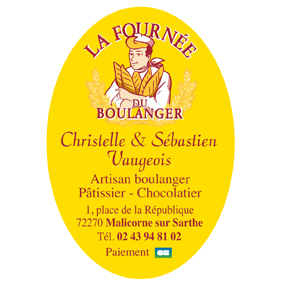 LA FOURNÉE
DU
BOULANGER
Christelle & Sébastien
Vaugeois
Artisan boulanger
Pâtissier - Chocolatier
1, place de la République
72270 Malicorne sur Sarthe
Tél. 02 43 94 81 02
Paiement